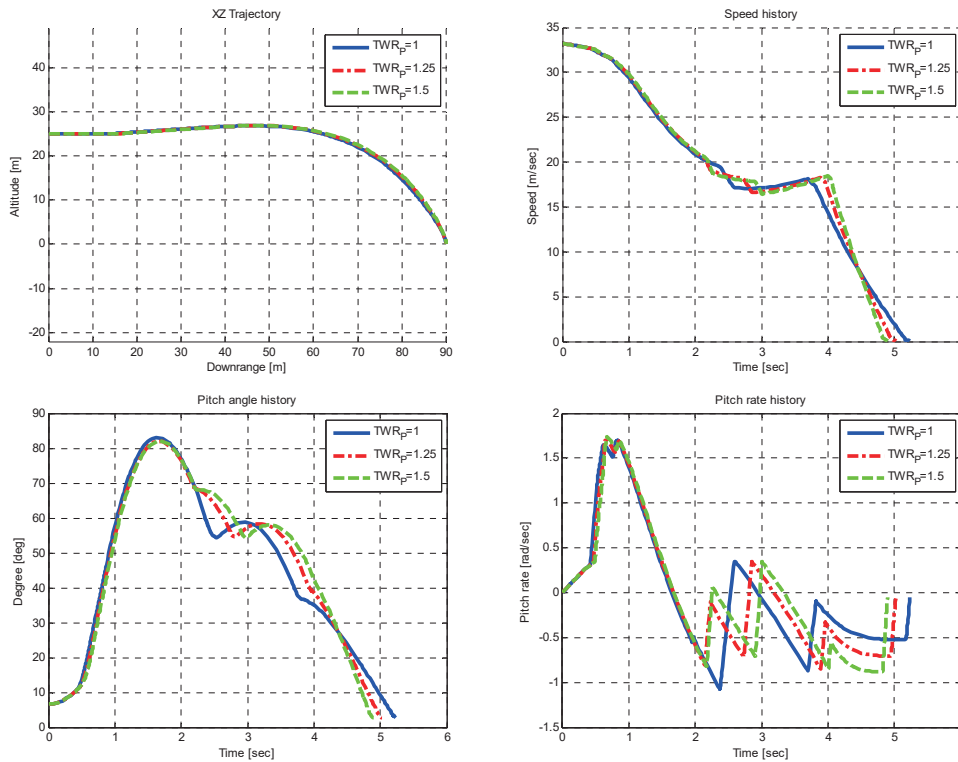 XZ Trajectory
TWR_P=1
TWR_P=1.25
TWR_P=1.5
40
30
20
10
0
-10
-20
Altitude [m]
0 10 20 30 40 50 60 70 80 90
Downrange [m]
Speed history
TWR_P=1
TWR_P=1.25
TWR_P=1.5
35
30
25
20
15
10
5
0
Speed [m/sec]
0 1 2 3 4 5
Time [sec]
Pitch angle history
TWR_P=1
TWR_P=1.25
TWR_P=1.5
90
80
70
60
50
40
30
20
10
0
Degree [deg]
0 1 2 3 4 5 6
Time [sec]
Pitch rate history
TWR_P=1
TWR_P=1.25
TWR_P=1.5
1.5
1
0.5
0
-0.5
-1
-1.5
Pitch rate [rad/sec]
0 1 2 3 4 5
Time [sec]